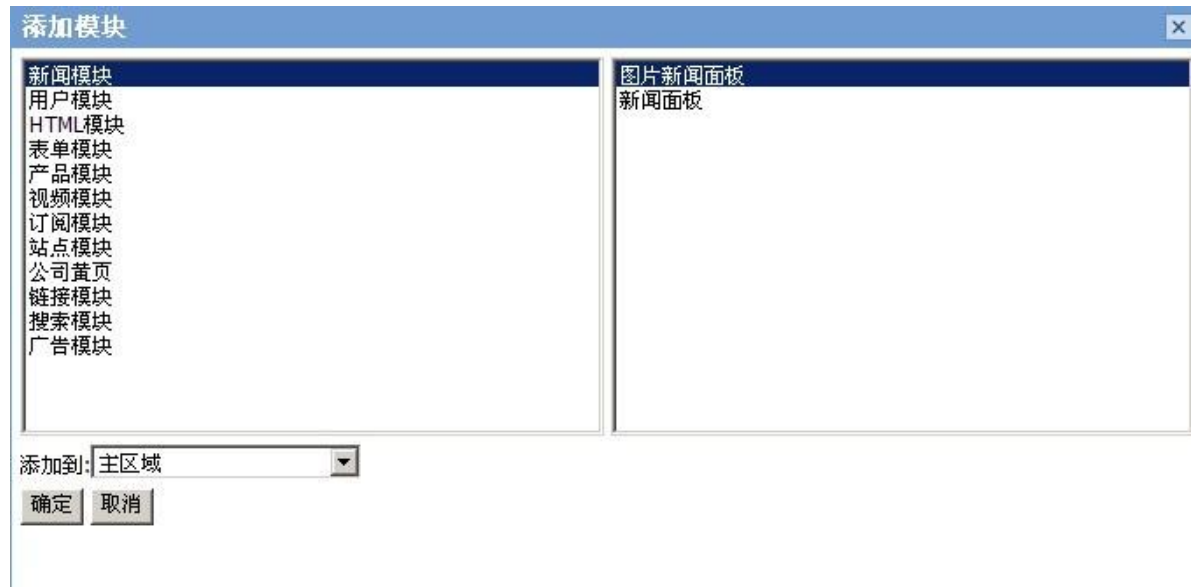 添加模块
新闻模块
用户模块
HTML模块
表单模块
产品模块
视频模块
订阅模块
站点模块
公司黄页
链接模块
搜索模块
广告模块
图片新闻面板
新闻面板
添加到:主区域
确定 取消